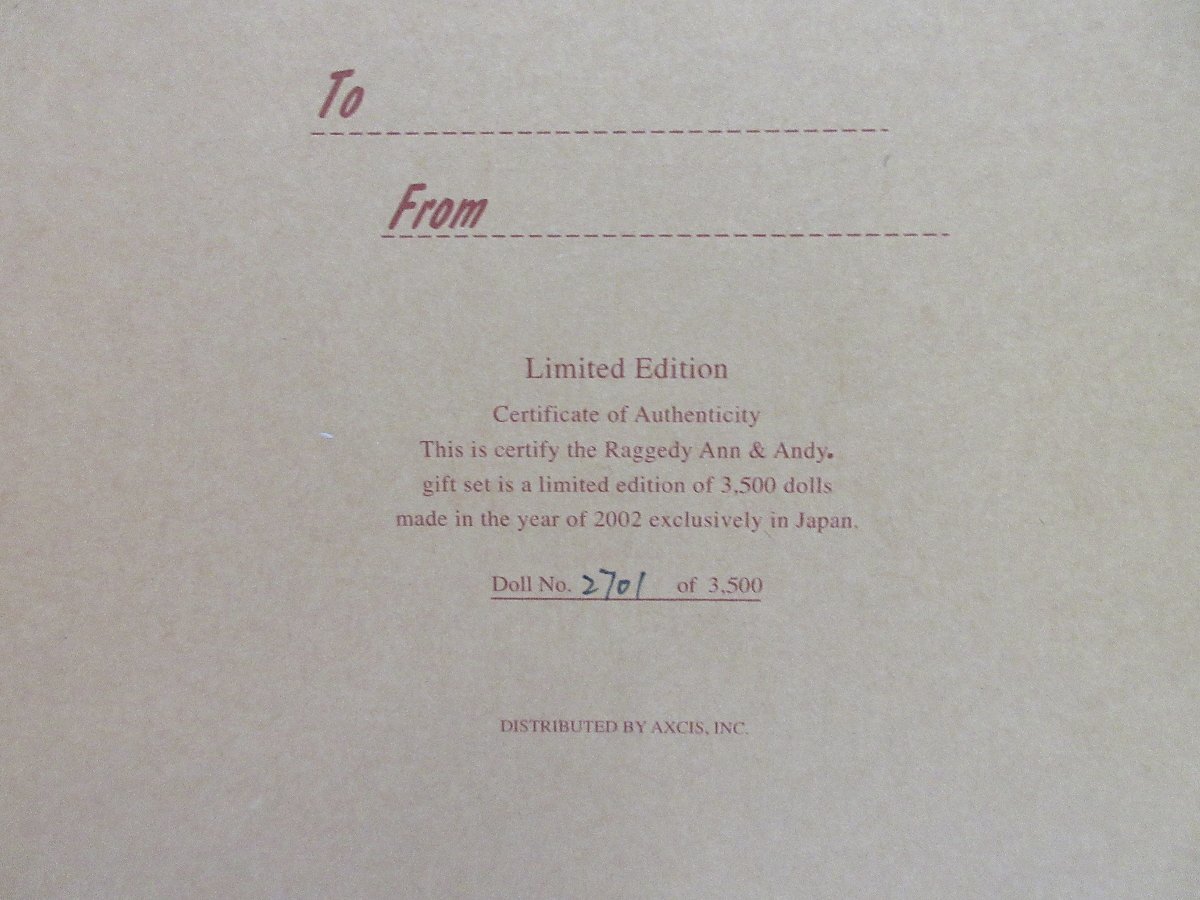 To
From
Limited Edition
Certificate of Authenticity
This is certify the Raggedy Ann & Andy.
gift set is a limited edition of 3,500 dolls
made in the year of 2002 exclusively in Japan.
Doll No. 2701 of 3,500
DISTRIBUTED BY AXCIS, INC.